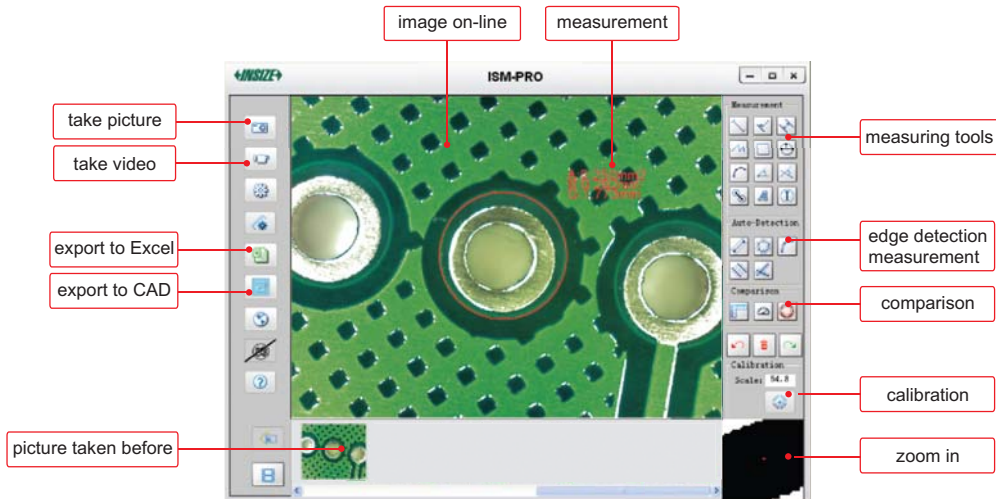 image on-line
measurement
INSIZE
ISM-PRO
take picture
take video
export to Excel
export to CAD
picture taken before
Measurement
measuring tools
Auto-Detection
edge detection
measurement
Comparison
comparison
Calibration
Scale: 94.8
calibration
zoom in